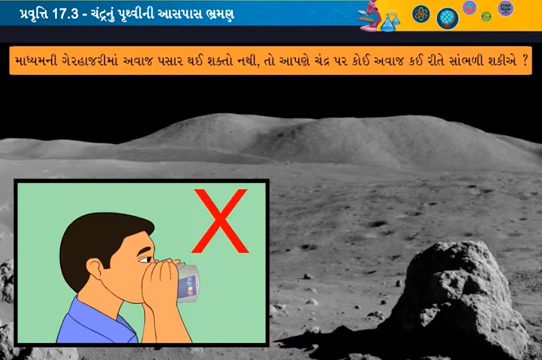 પ્રવૃત્તિ 17.3 - ચંદ્રનું પૃથ્વીની આસપાસ ભ્રમણ
માધ્યમની ગેરહાજરીમાં અવાજ પસાર થઈ શક્તો નથી, તો આપણે ચંદ્ર પર કોઈ અવાજ કઈ રીતે સાંભળી શકીએ ?
X